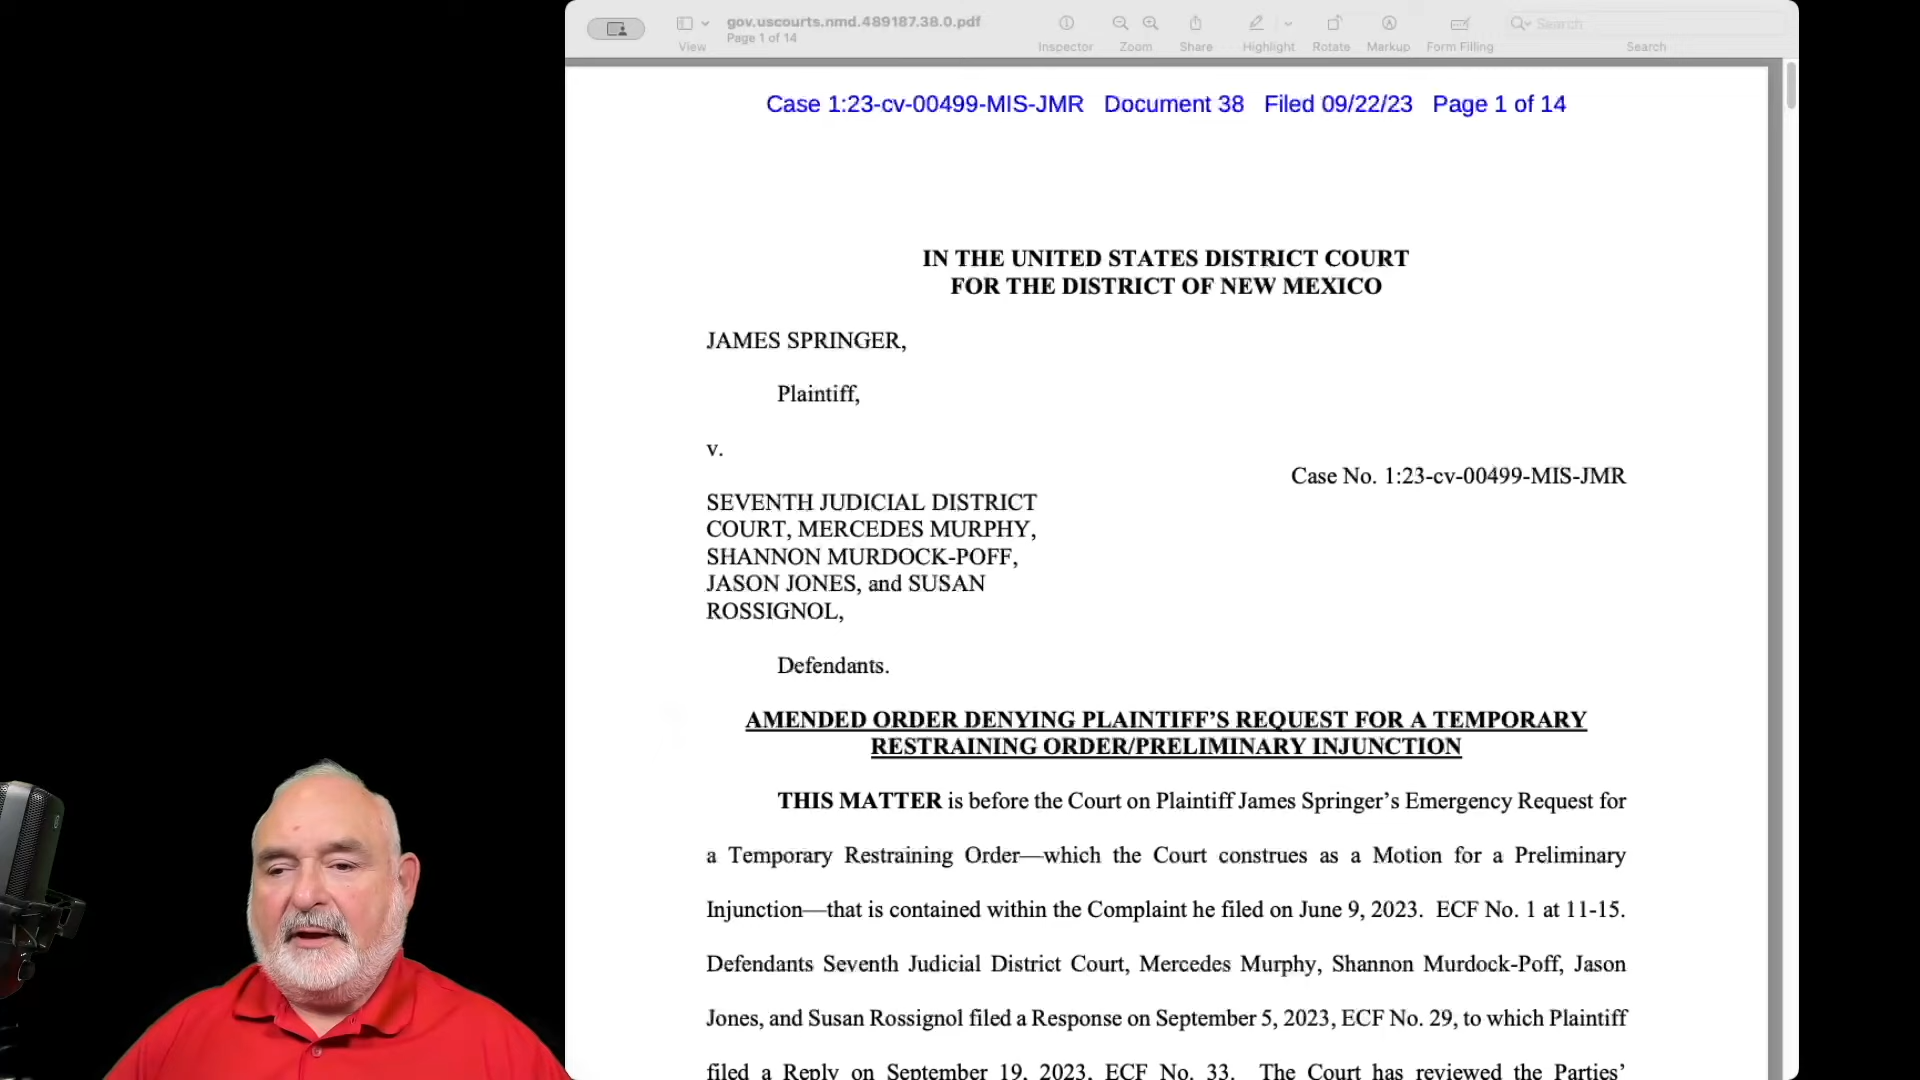 gov.uscourts.nmd.489187.38.0.pdf
Page 1 of 14
View
Inspector
Zoom
Share
Highlight
Rotate
Markup
Form Filling
Search
Search
Case 1:23-cv-00499-MIS-JMR Document 38 Filed 09/22/23 Page 1 of 14
IN THE UNITED STATES DISTRICT COURT
FOR THE DISTRICT OF NEW MEXICO
JAMES SPRINGER,
Plaintiff,
v.
Case No. 1:23-cv-00499-MIS-JMR
SEVENTH JUDICIAL DISTRICT
COURT, MERCEDES MURPHY,
SHANNON MURDOCK-POFF,
JASON JONES, and SUSAN
ROSSIGNOL,
Defendants.
AMENDED ORDER DENYING PLAINTIFF’S REQUEST FOR A TEMPORARY
RESTRAINING ORDER/PRELIMINARY INJUNCTION
THIS MATTER is before the Court on Plaintiff James Springer’s Emergency Request for
a Temporary Restraining Order—which the Court construes as a Motion for a Preliminary
Injunction—that is contained within the Complaint he filed on June 9, 2023. ECF No. 1 at 11-15.
Defendants Seventh Judicial District Court, Mercedes Murphy, Shannon Murdock-Poff, Jason
Jones, and Susan Rossignol filed a Response on September 5, 2023, ECF No. 29, to which Plaintiff
filed a Reply on September 19, 2023, ECF No. 33. The Court has reviewed the Parties’